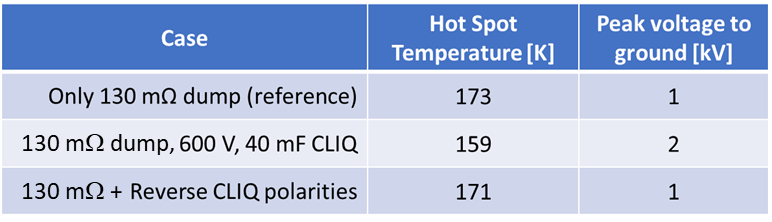 Case
Hot Spot
Temperature [K]
Peak voltage to
ground [kV]
Only 130 mΩ dump (reference)
173
1
130 mΩ dump, 600 V, 40 mF CLIQ
159
2
130 mΩ + Reverse CLIQ polarities
171
1